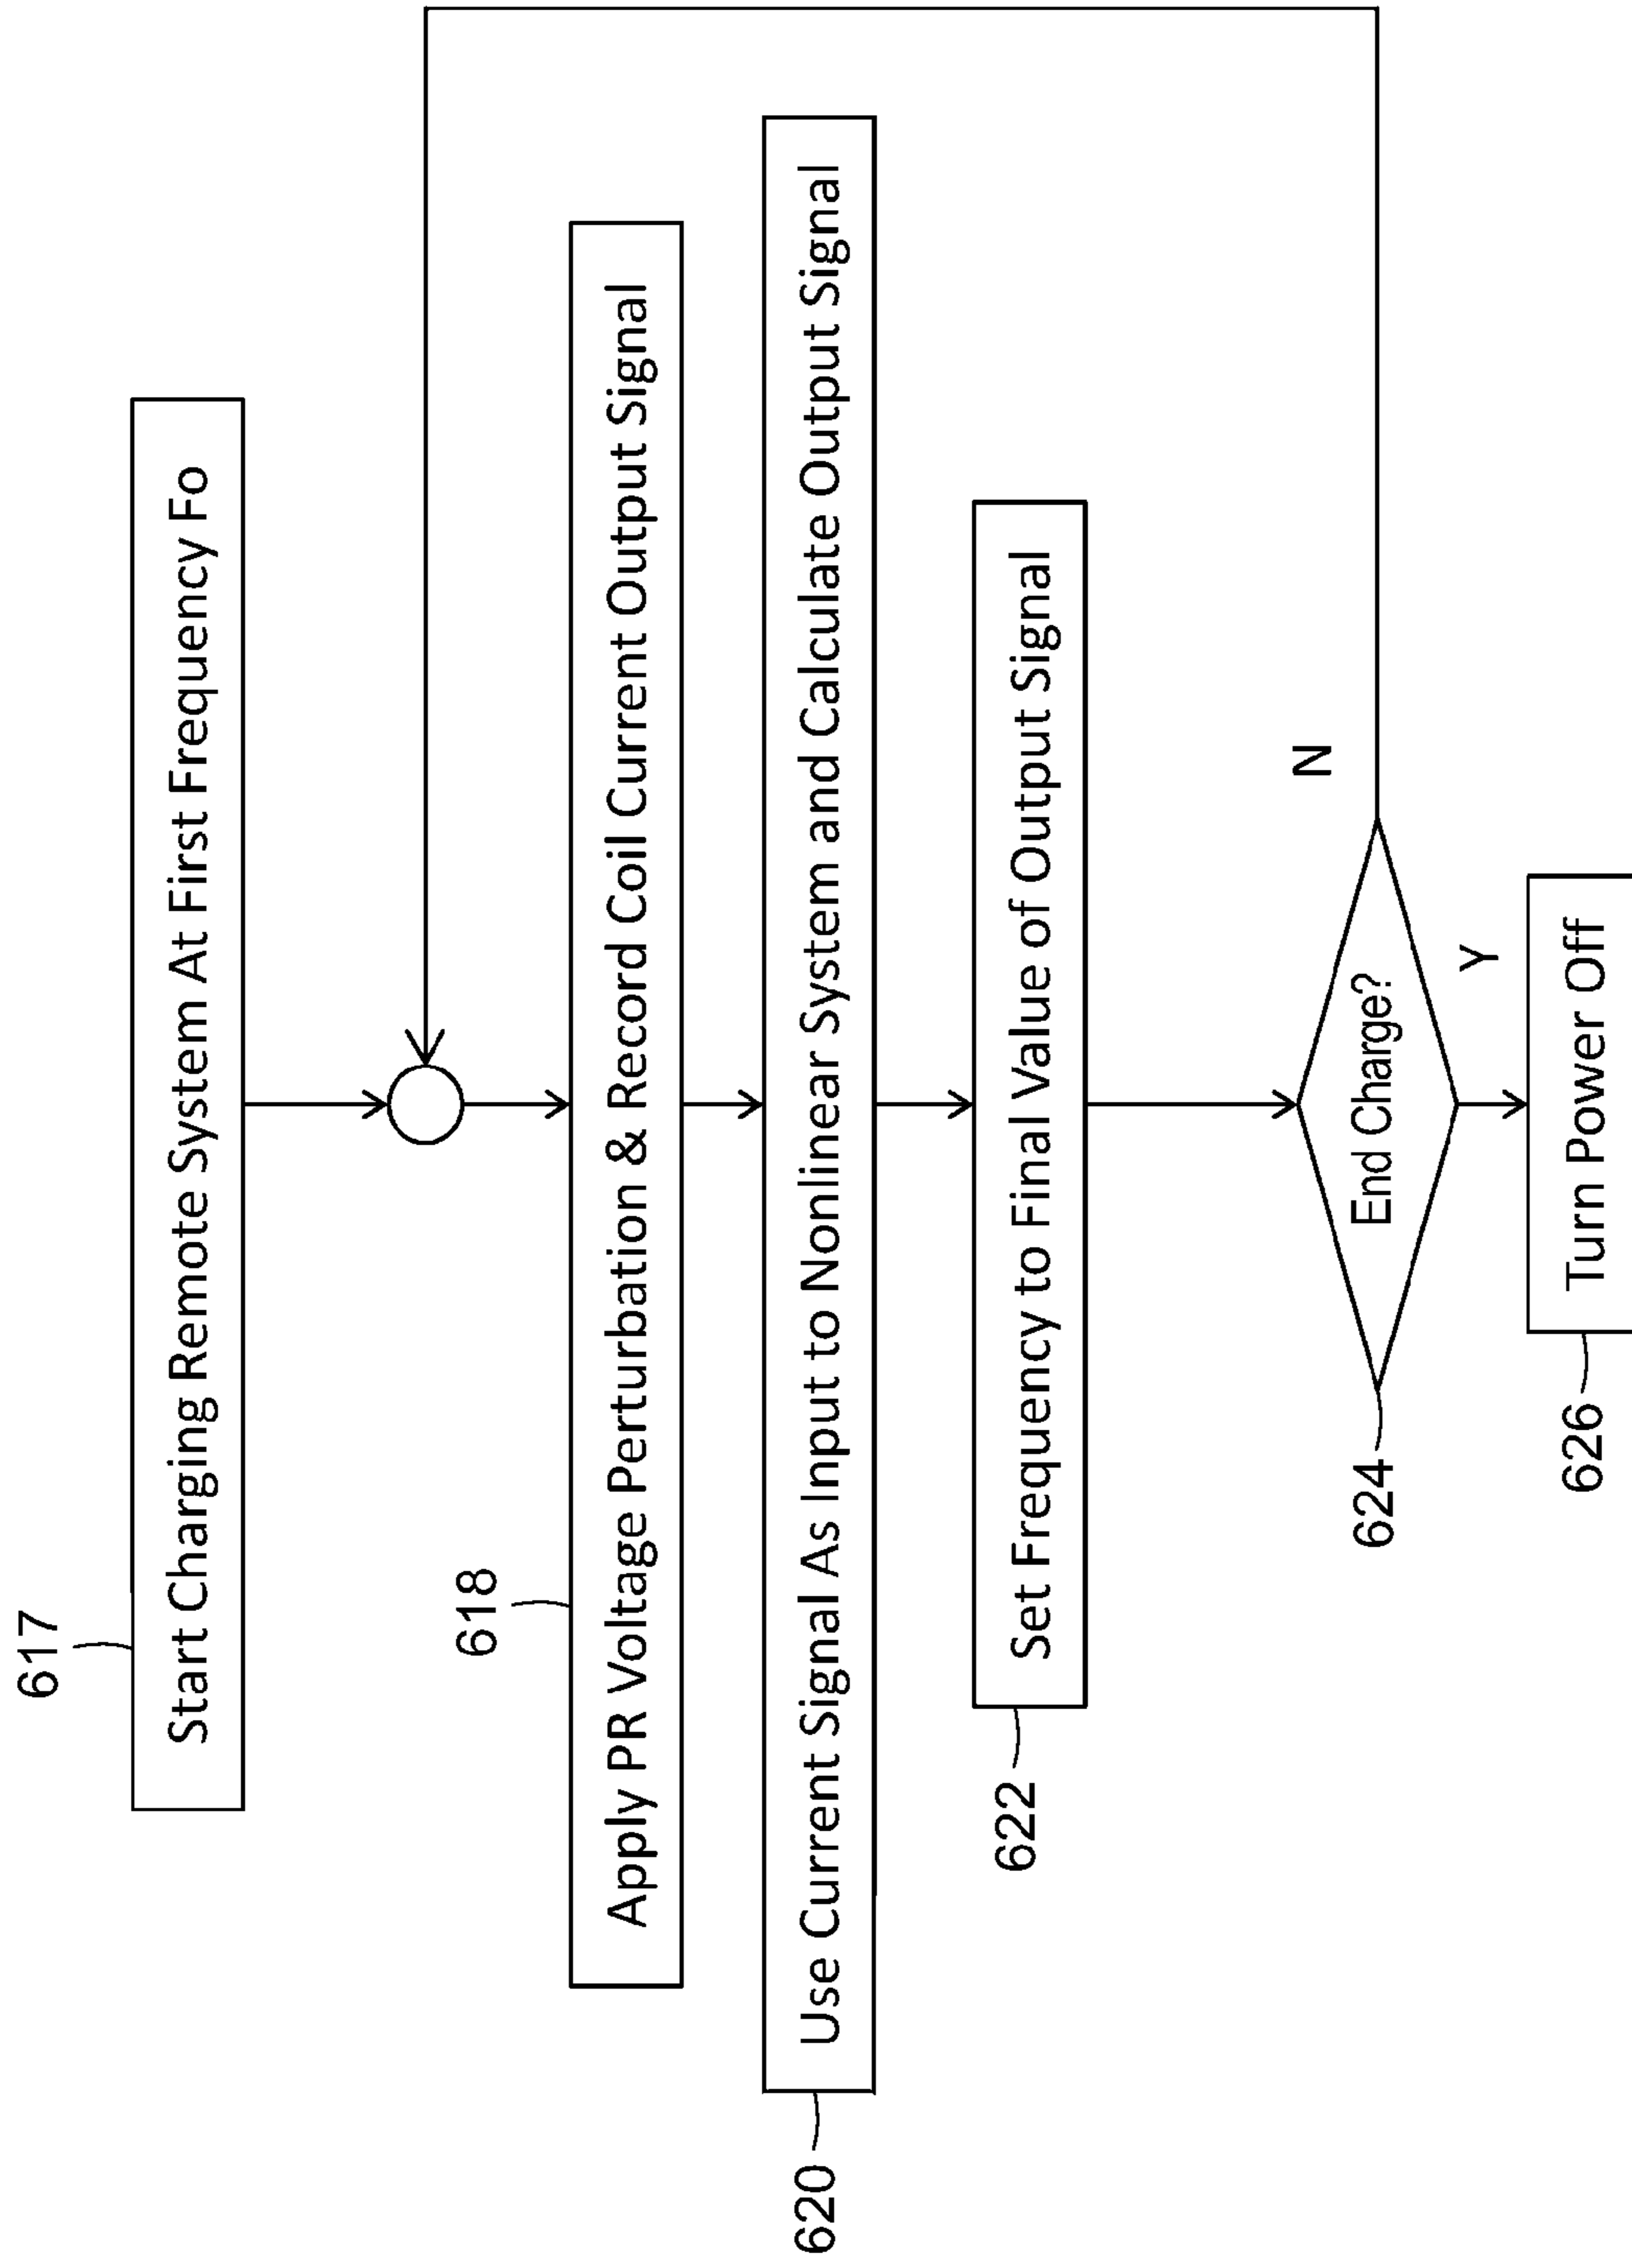 617
Start Charging Remote System At First Frequency Fo
618
Apply PR Voltage Perturbation & Record Coil Current Output Signal
620
Use Current Signal As Input to Nonlinear System and Calculate Output Signal
622
Set Frequency to Final Value of Output Signal
624
End Charge?
N
Y
626
Turn Power Off